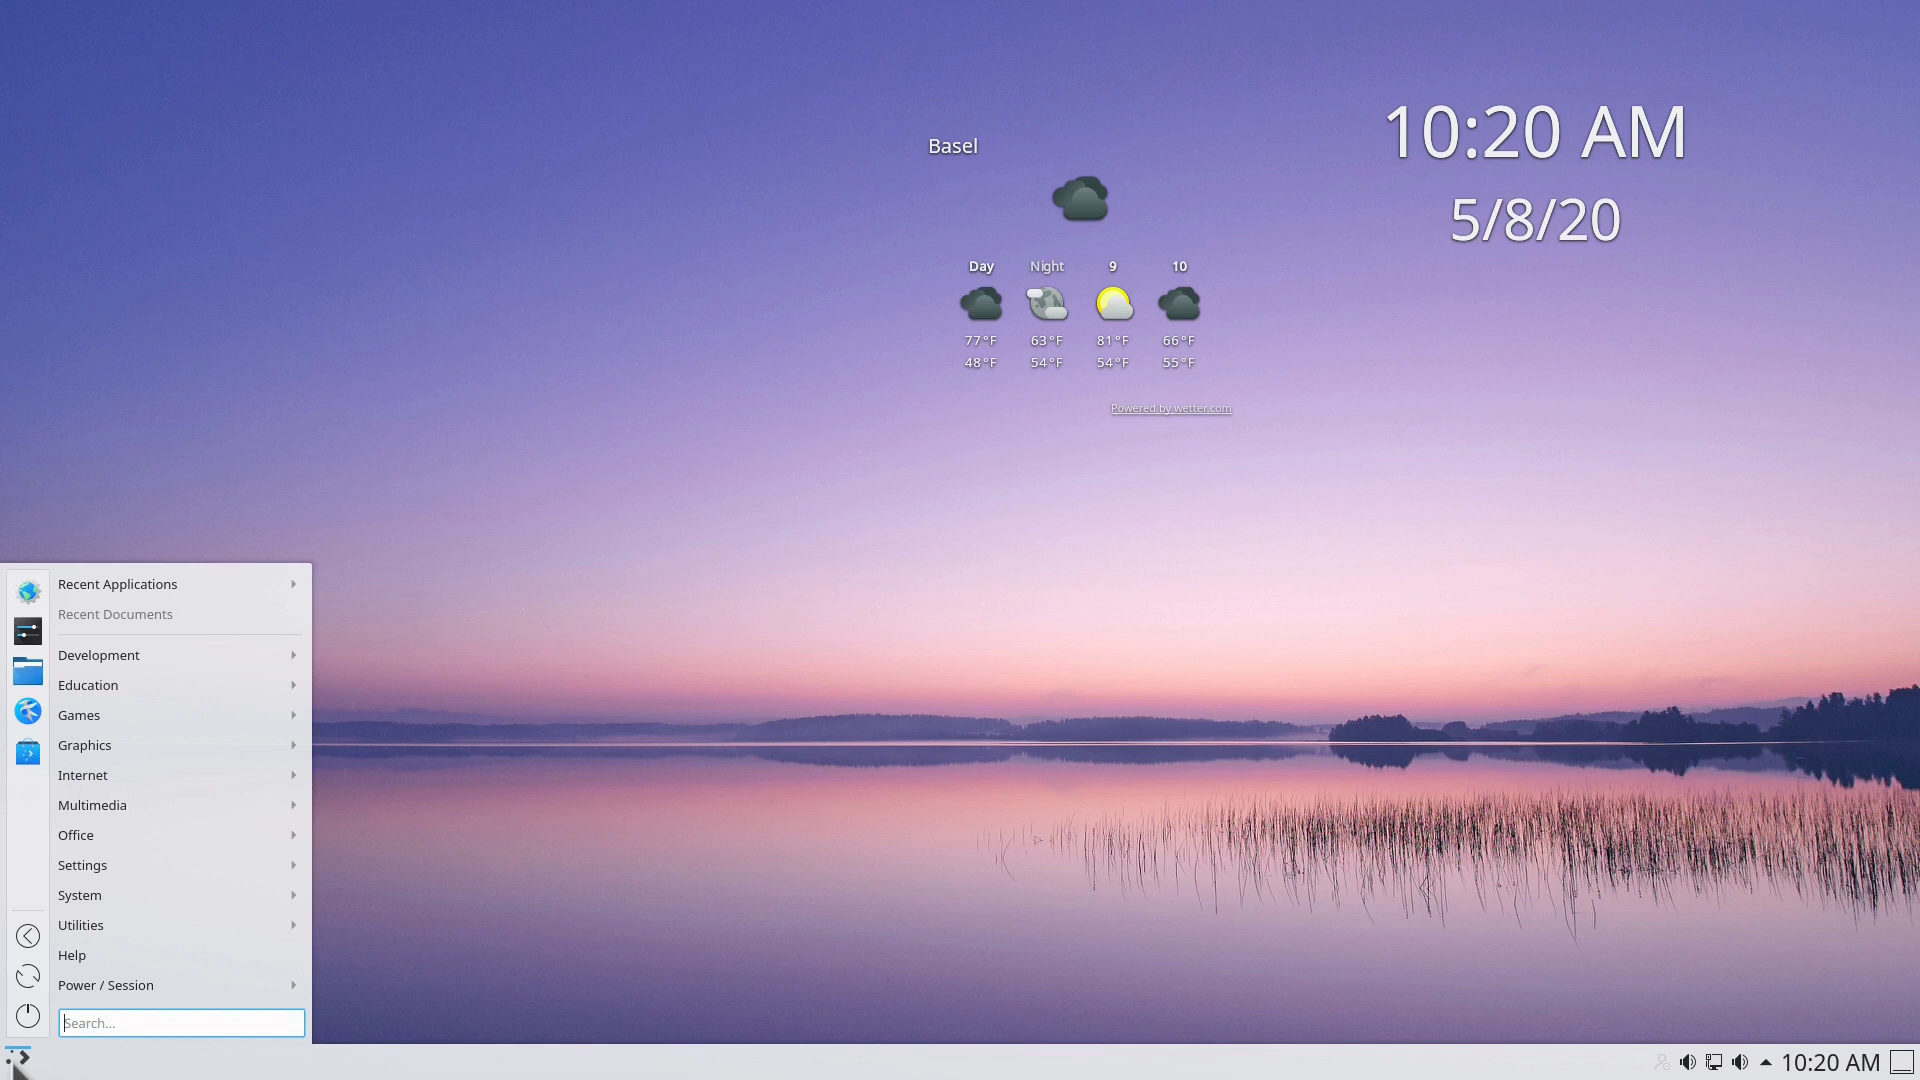 10:20 AM
5/8/20
Basel
Day Night 9 10
77°F 63°F 81°F 66°F
48°F 54°F 54°F 55°F
Powered by wetter.com
Recent Applications
Recent Documents
Development
Education
Games
Graphics
Internet
Multimedia
Office
Settings
System
Utilities
Help
Power / Session
Search...
10:20 AM